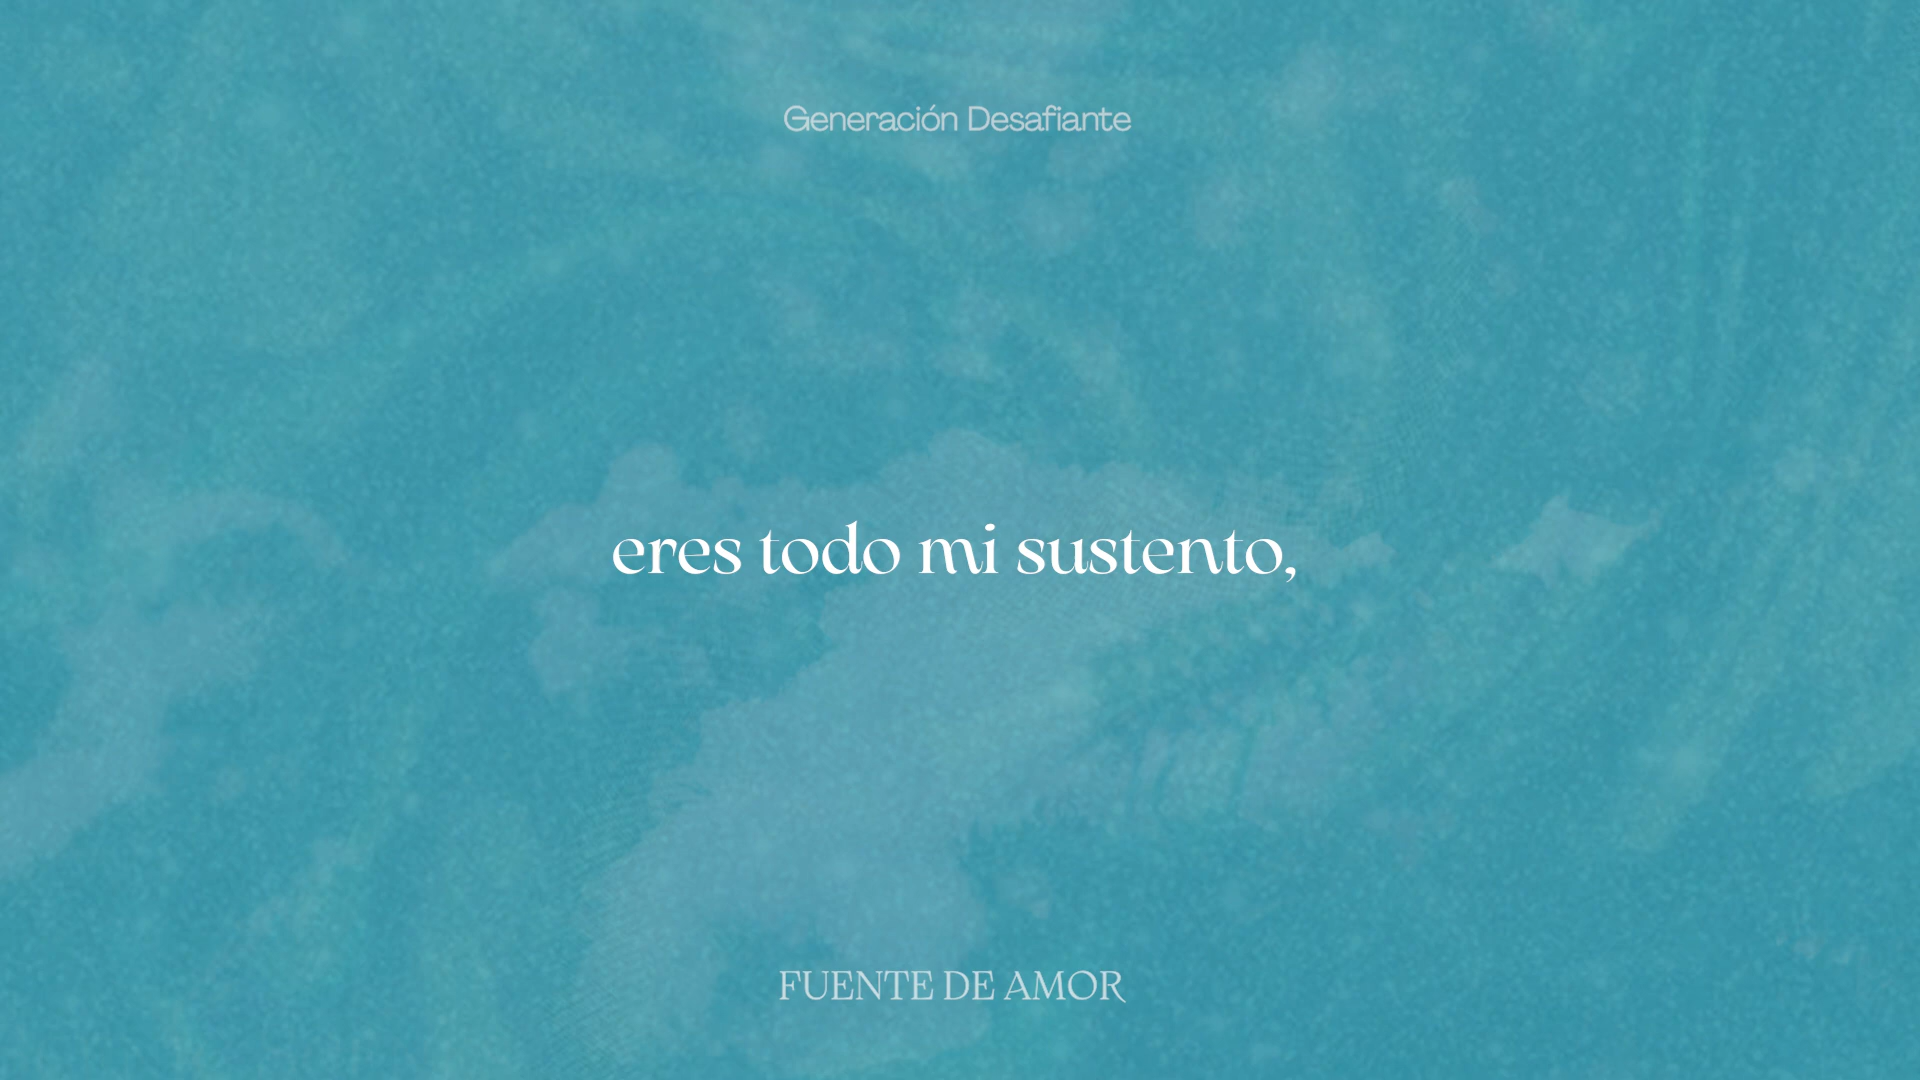 Generación Desafiante
eres todo mi sustento,
FUENTE DE AMOR